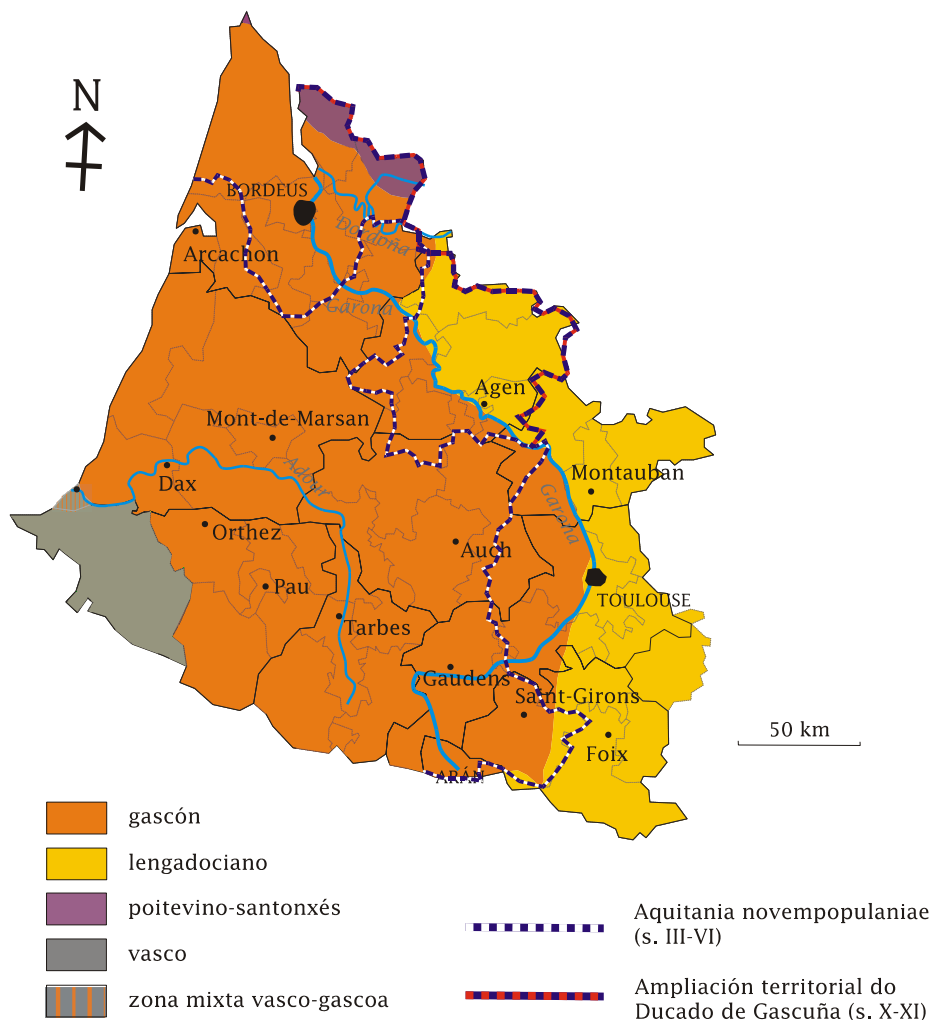 N
BORDEUS
Dordoña
Arcachon
Garona
Agen
Mont-de-Marsan
Adour
Montauban
Dax
Garona
Orthez
Auch
Pau
TOULOUSE
Tarbes
Gaudens
Saint-Girons
50 km
Foix
ARÁN
gascón
lengadociano
poitevino-santonxés
Aquitania novempopulaniae
(s. III-VI)
vasco
zona mixta vasco-gascoa
Ampliación territorial do
Ducado de Gascuña (s. X-XI)